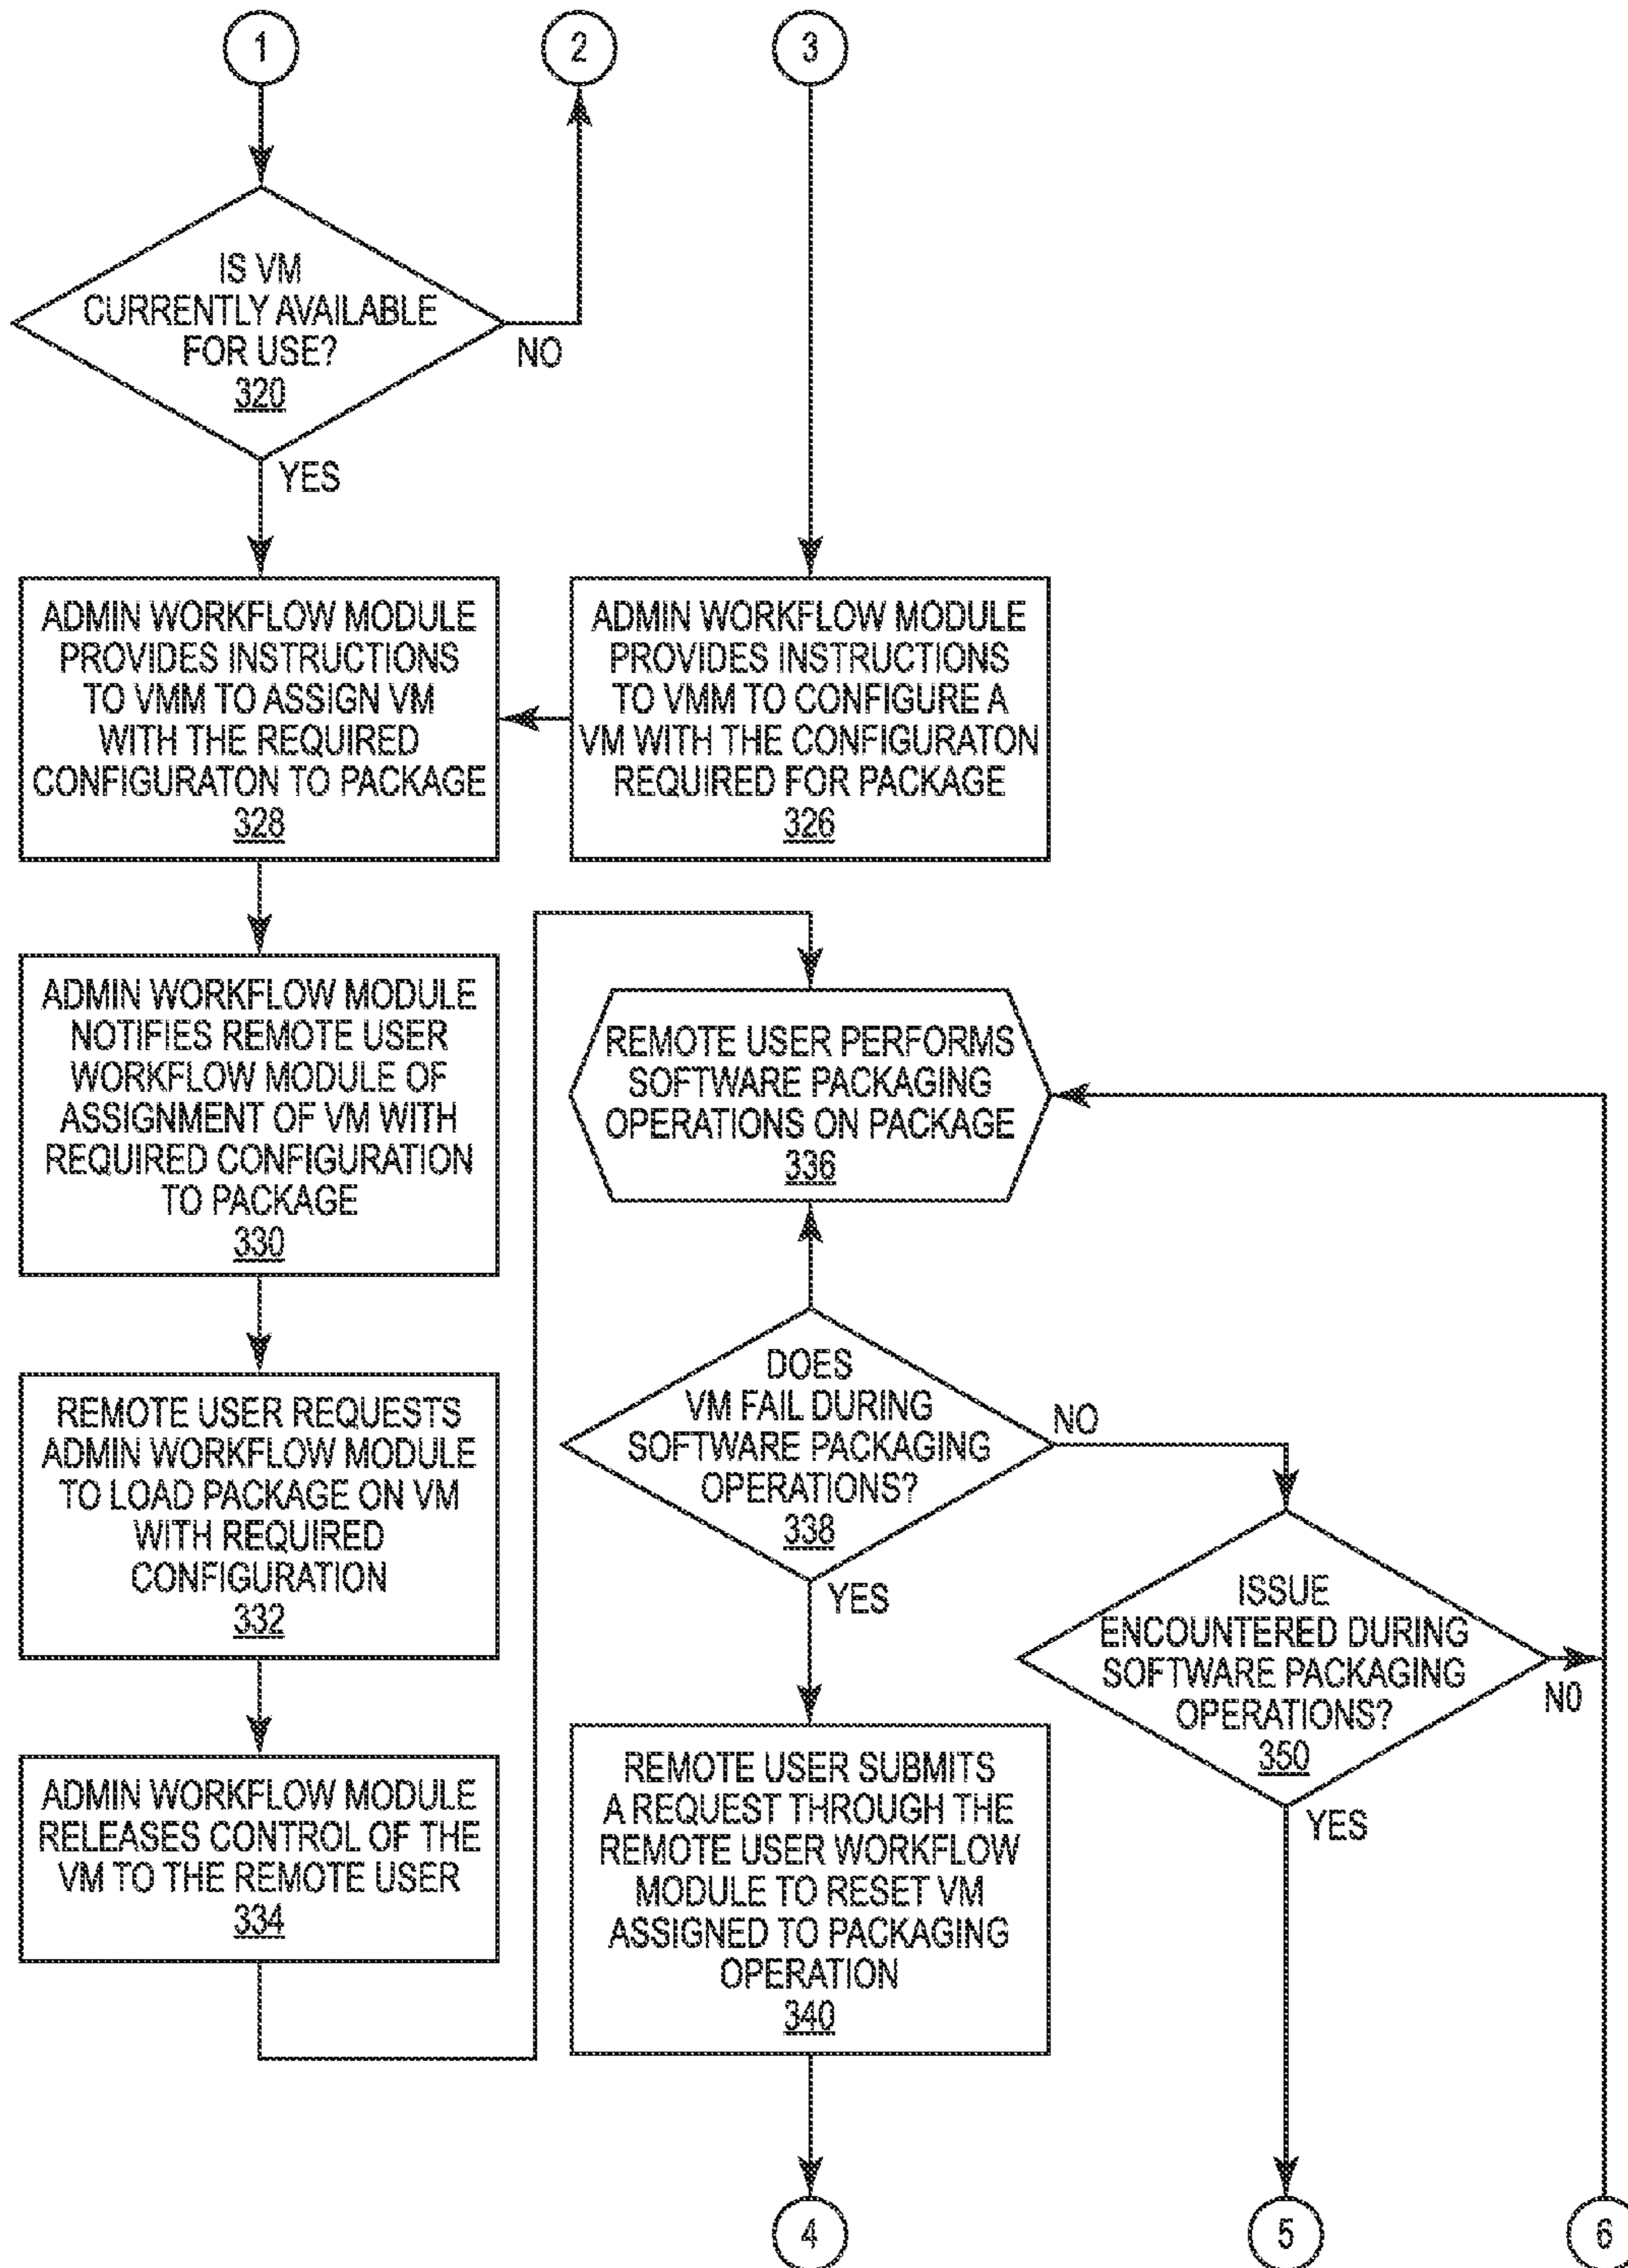 1
2
3
IS VM
CURRENTLY AVAILABLE
FOR USE?
320
NO
YES
ADMIN WORKFLOW MODULE
PROVIDES INSTRUCTIONS
TO VMM TO ASSIGN VM
WITH THE REQUIRED
CONFIGURATON TO PACKAGE
328
ADMIN WORKFLOW MODULE
PROVIDES INSTRUCTIONS
TO VMM TO CONFIGURE A
VM WITH THE CONFIGURATON
REQUIRED FOR PACKAGE
326
ADMIN WORKFLOW MODULE
NOTIFIES REMOTE USER
WORKFLOW MODULE OF
ASSIGNMENT OF VM WITH
REQUIRED CONFIGURATION
TO PACKAGE
330
REMOTE USER REQUESTS
ADMIN WORKFLOW MODULE
TO LOAD PACKAGE ON VM
WITH REQUIRED
CONFIGURATION
332
ADMIN WORKFLOW MODULE
RELEASES CONTROL OF THE
VM TO THE REMOTE USER
334
REMOTE USER PERFORMS
SOFTWARE PACKAGING
OPERATIONS ON PACKAGE
336
DOES
VM FAIL DURING
SOFTWARE PACKAGING
OPERATIONS?
338
NO
YES
REMOTE USER SUBMITS
A REQUEST THROUGH THE
REMOTE USER WORKFLOW
MODULE TO RESET VM
ASSIGNED TO PACKAGING
OPERATION
340
ISSUE
ENCOUNTERED DURING
SOFTWARE PACKAGING
OPERATIONS?
350
N0
YES
4
5
6